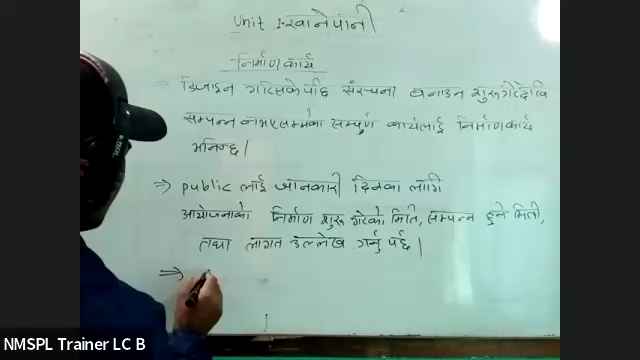 Unit 1:खानेपानी
निर्माण कार्य
⇒ डिजाइन गरिसकेपछि संरचना बनाउन शुरू गरेदेखि
सम्पन्न नभएसम्मका सम्पुर्ण कार्यलाई निर्माणकार्य
भनिन्छ।
⇒ public लाई जानकारी दिनका लागि
आयोजनाको निर्माण शुरू गरेको मिति, सम्पन्न हुने मिती,
तथा लागत उल्लेख गर्नु पर्छ।
⇒
NMSPL Trainer LC B